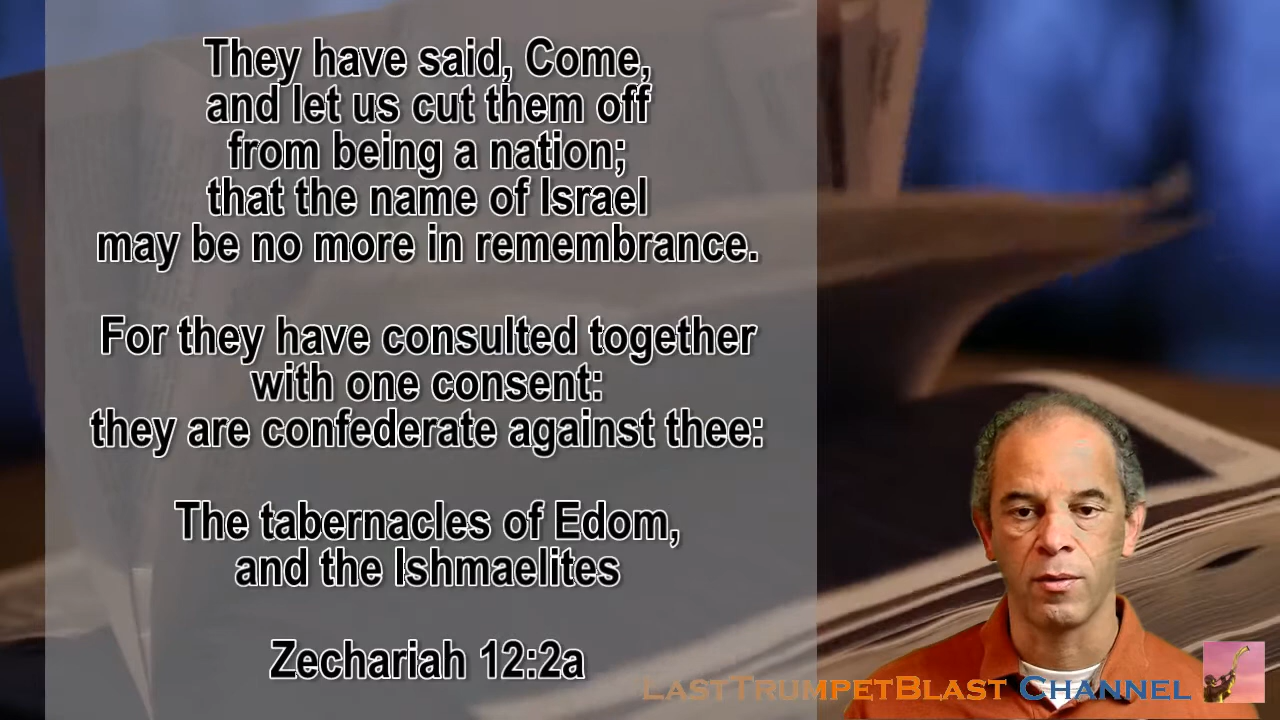 They have said, Come,
and let us cut them off
from being a nation;
that the name of Israel
may be no more in remembrance.
For they have consulted together
with one consent:
they are confederate against thee:
The tabernacles of Edom,
and the Ishmaelites
Zechariah 12:2a
LastTrumpetBlast Channel